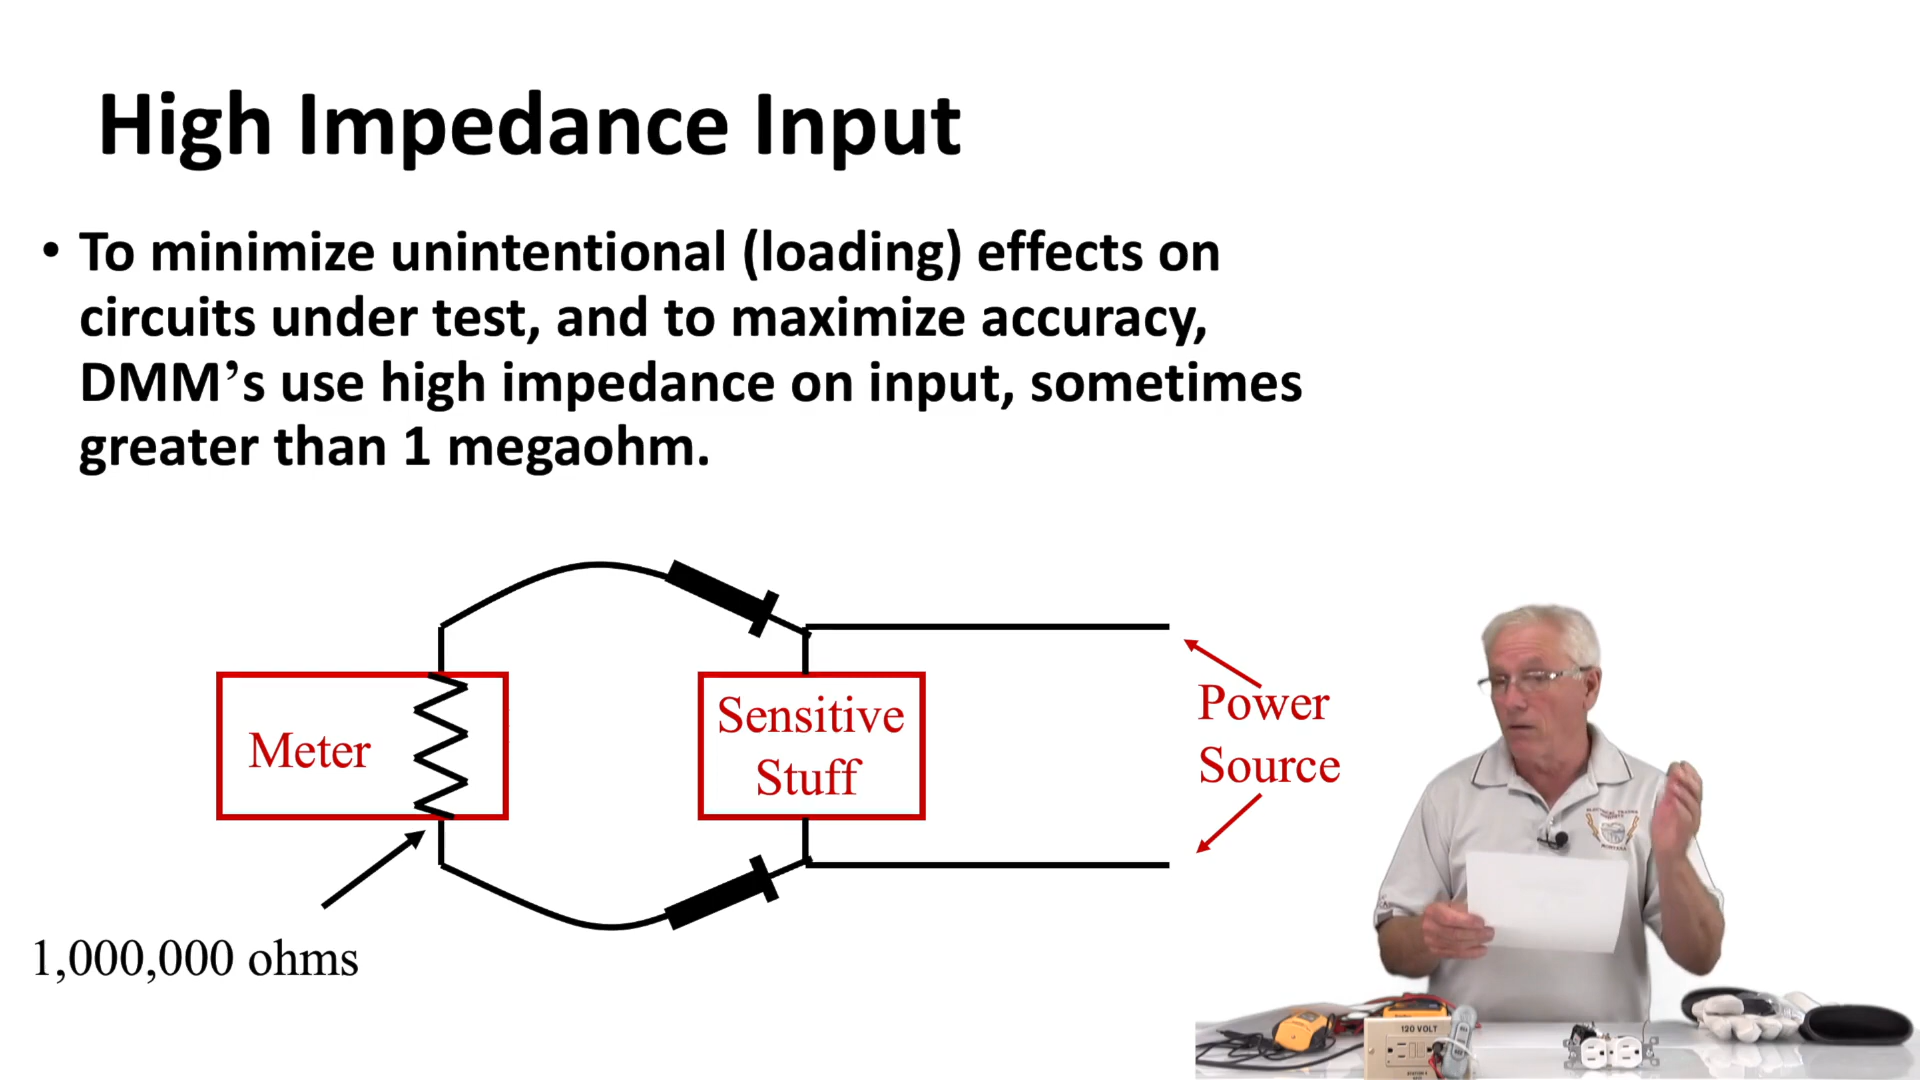 High Impedance Input
• To minimize unintentional (loading) effects on
circuits under test, and to maximize accuracy,
DMM’s use high impedance on input, sometimes
greater than 1 megaohm.
Meter
Sensitive
Stuff
Power
Source
1,000,000 ohms
120 VOLT